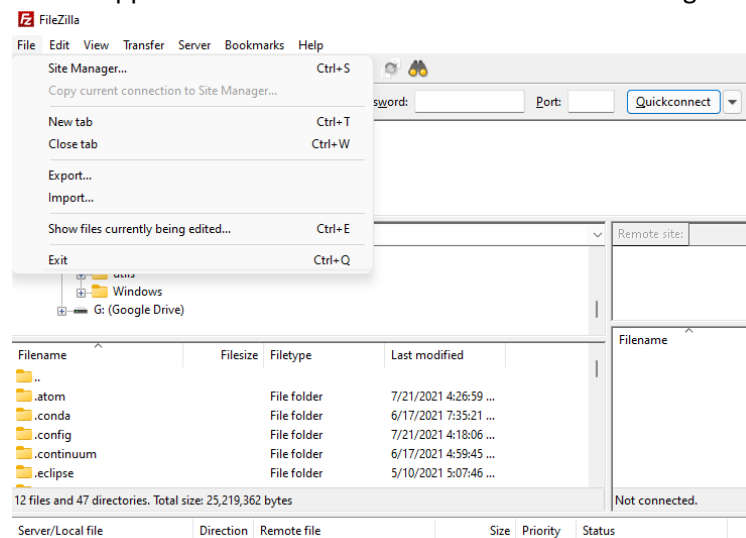 FileZilla
File Edit View Transfer Server Bookmarks Help
Site Manager... Ctrl+S
Copy current connection to Site Manager...
sword: Port: Quickconnect
New tab Ctrl+T
Close tab Ctrl+W
Export...
Import...
Show files currently being edited... Ctrl+E
Remote site:
Exit Ctrl+Q
utils
Windows
G: (Google Drive)
Filename
Filename Filesize Filetype Last modified
..
.atom File folder 7/21/2021 4:26:59 ...
.conda File folder 6/17/2021 7:35:21 ...
.config File folder 7/21/2021 4:18:06 ...
.continuum File folder 6/17/2021 4:59:45 ...
.eclipse File folder 5/10/2021 5:07:46 ...
12 files and 47 directories. Total size: 25,219,362 bytes Not connected.
Server/Local file Direction Remote file Size Priority Status